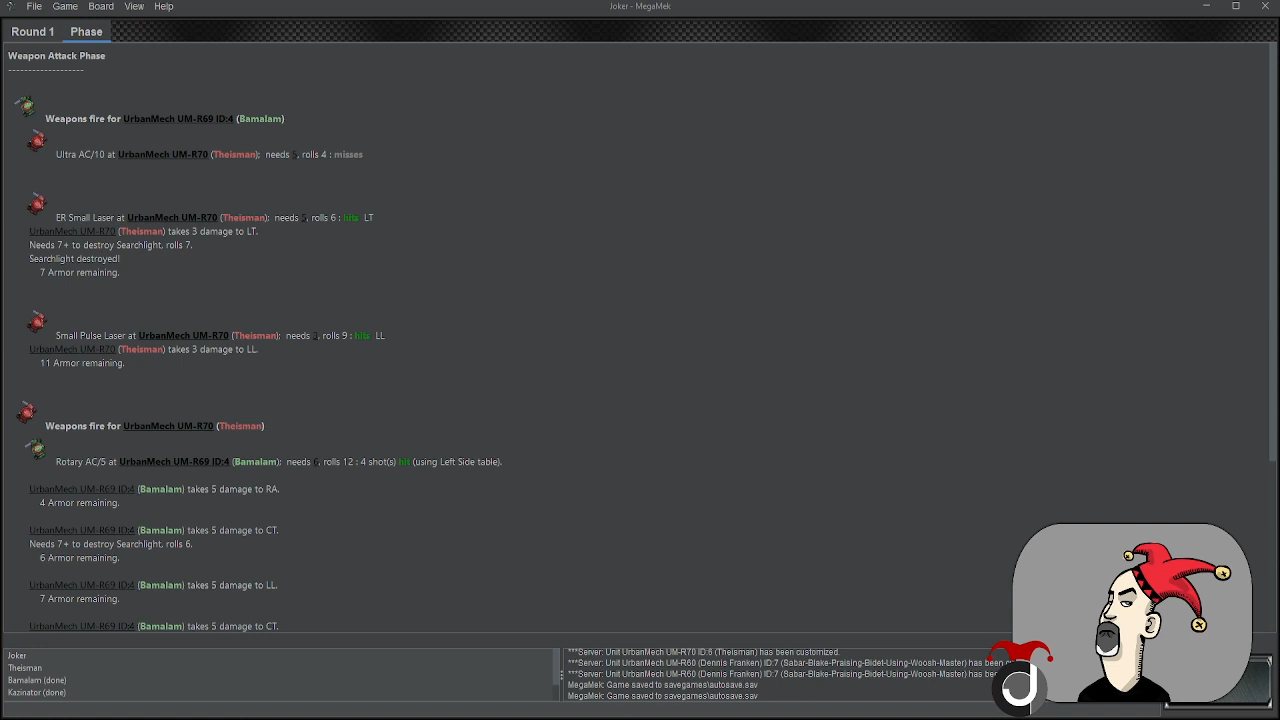 File Game Board View Help
Joker - MegaMek
Round 1 Phase
Weapon Attack Phase
-------------------
Weapons fire for UrbanMech UM-R69 ID:4 (Bamalam)
Ultra AC/10 at UrbanMech UM-R70 (Theisman); needs , rolls 4 : misses
ER Small Laser at UrbanMech UM-R70 (Theisman); needs , rolls 6 : hits LT
UrbanMech UM-R70 (Theisman) takes 3 damage to LT.
Needs 7+ to destroy Searchlight, rolls 7.
Searchlight destroyed!
7 Armor remaining.
Small Pulse Laser at UrbanMech UM-R70 (Theisman); needs , rolls 9 : hits LL
UrbanMech UM-R70 (Theisman) takes 3 damage to LL.
11 Armor remaining.
Weapons fire for UrbanMech UM-R70 (Theisman)
Rotary AC/5 at UrbanMech UM-R69 ID:4 (Bamalam); needs 6, rolls 12 : 4 shot(s) hit (using Left Side table).
UrbanMech UM-R69 ID:4 (Bamalam) takes 5 damage to RA.
4 Armor remaining.
UrbanMech UM-R69 ID:4 (Bamalam) takes 5 damage to CT.
Needs 7+ to destroy Searchlight, rolls 6.
6 Armor remaining.
UrbanMech UM-R69 ID:4 (Bamalam) takes 5 damage to LL.
7 Armor remaining.
UrbanMech UM-R69 ID:4 (Bamalam) takes 5 damage to CT.
Joker
Theisman
Bamalam (done)
Kazinator (done)
***Server: Unit UrbanMech UM-R70 ID:6 (Theisman) has been customized.
***Server: Unit UrbanMech UM-R60 (Dennis Franken) ID:7 (Sabar-Blake-Praising-Bidet-Using-Woosh-Master) has been
***Server: Unit UrbanMech UM-R60 (Dennis Franken) ID:7 (Sabar-Blake-Praising-Bidet-Using-Woosh-Master) has been
MegaMek: Game saved to savegames\autosave.sav
MegaMek: Game saved to savegames\autosave.sav